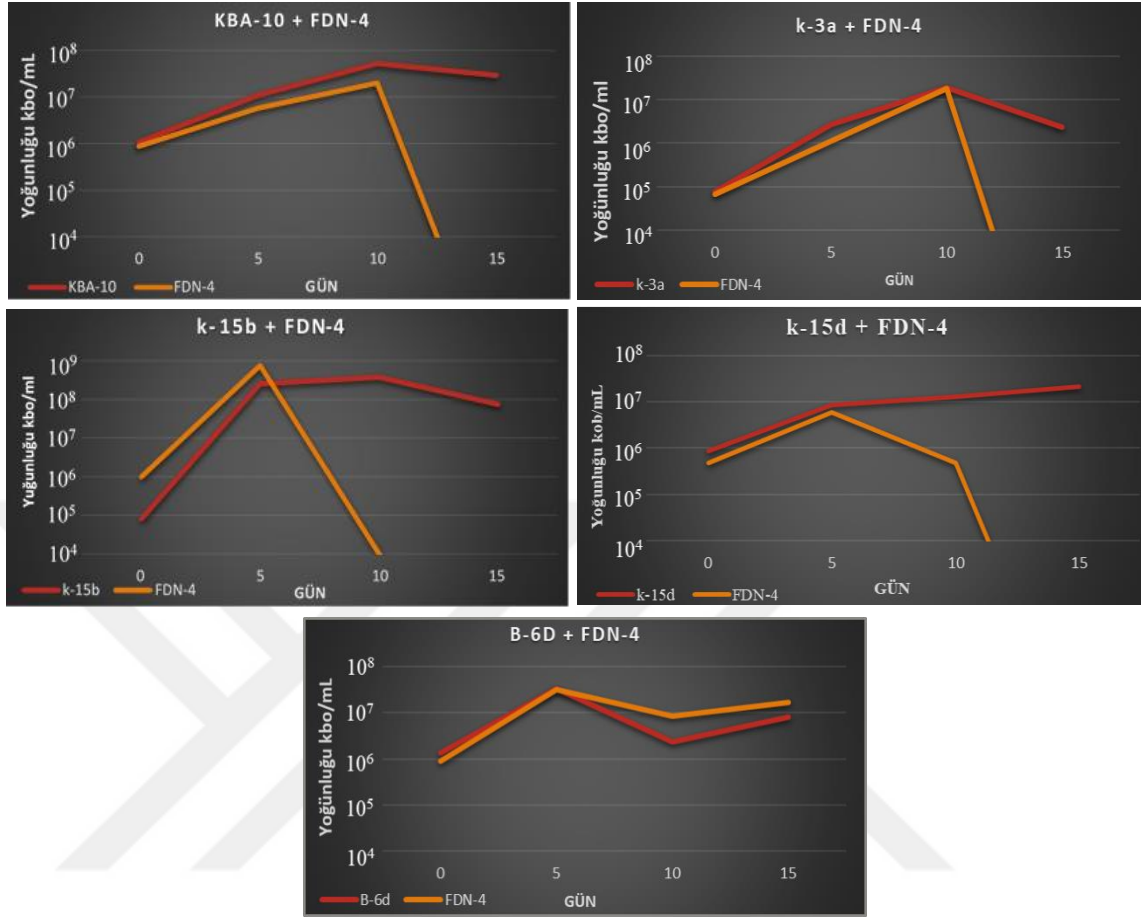 KBA-10 + FDN-4
Yoğunluğu kbo/mL
10⁸
10⁷
10⁶
10⁵
10⁴
0 5 10 15
KBA-10 FDN-4 GÜN
k-3a + FDN-4
Yoğünluğu kbo/ml
10⁸
10⁷
10⁶
10⁵
10⁴
0 5 10 15
k-3a FDN-4 GÜN
k-15b + FDN-4
Yuğunluğu kbo/ml
10⁹
10⁸
10⁷
10⁶
10⁵
10⁴
0 5 10 15
k-15b FDN-4 GÜN
k-15d + FDN-4
Yoğunluğu kob/mL
10⁸
10⁷
10⁶
10⁵
10⁴
0 5 10 15
k-15d FDN-4 GÜN
B-6D + FDN-4
Yoğünluğu kbo/mL
10⁸
10⁷
10⁶
10⁵
10⁴
0 5 10 15
B-6d FDN-4 GÜN